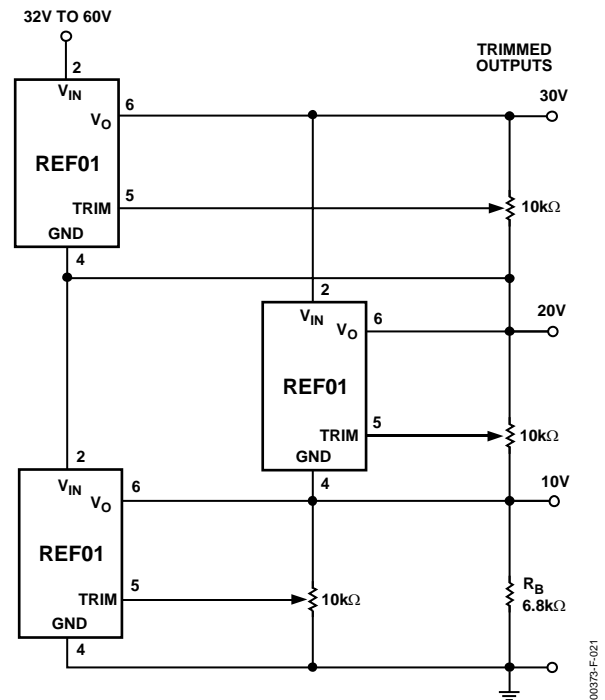 32V TO 60V
2
VIN
VO
6
REF01
TRIM
5
GND
4
TRIMMED
OUTPUTS
30V
10kΩ
2
VIN
VO
6
REF01
TRIM
5
GND
4
20V
10kΩ
2
VIN
VO
6
REF01
TRIM
5
GND
4
10kΩ
10V
RB
6.8kΩ
00373-F-021